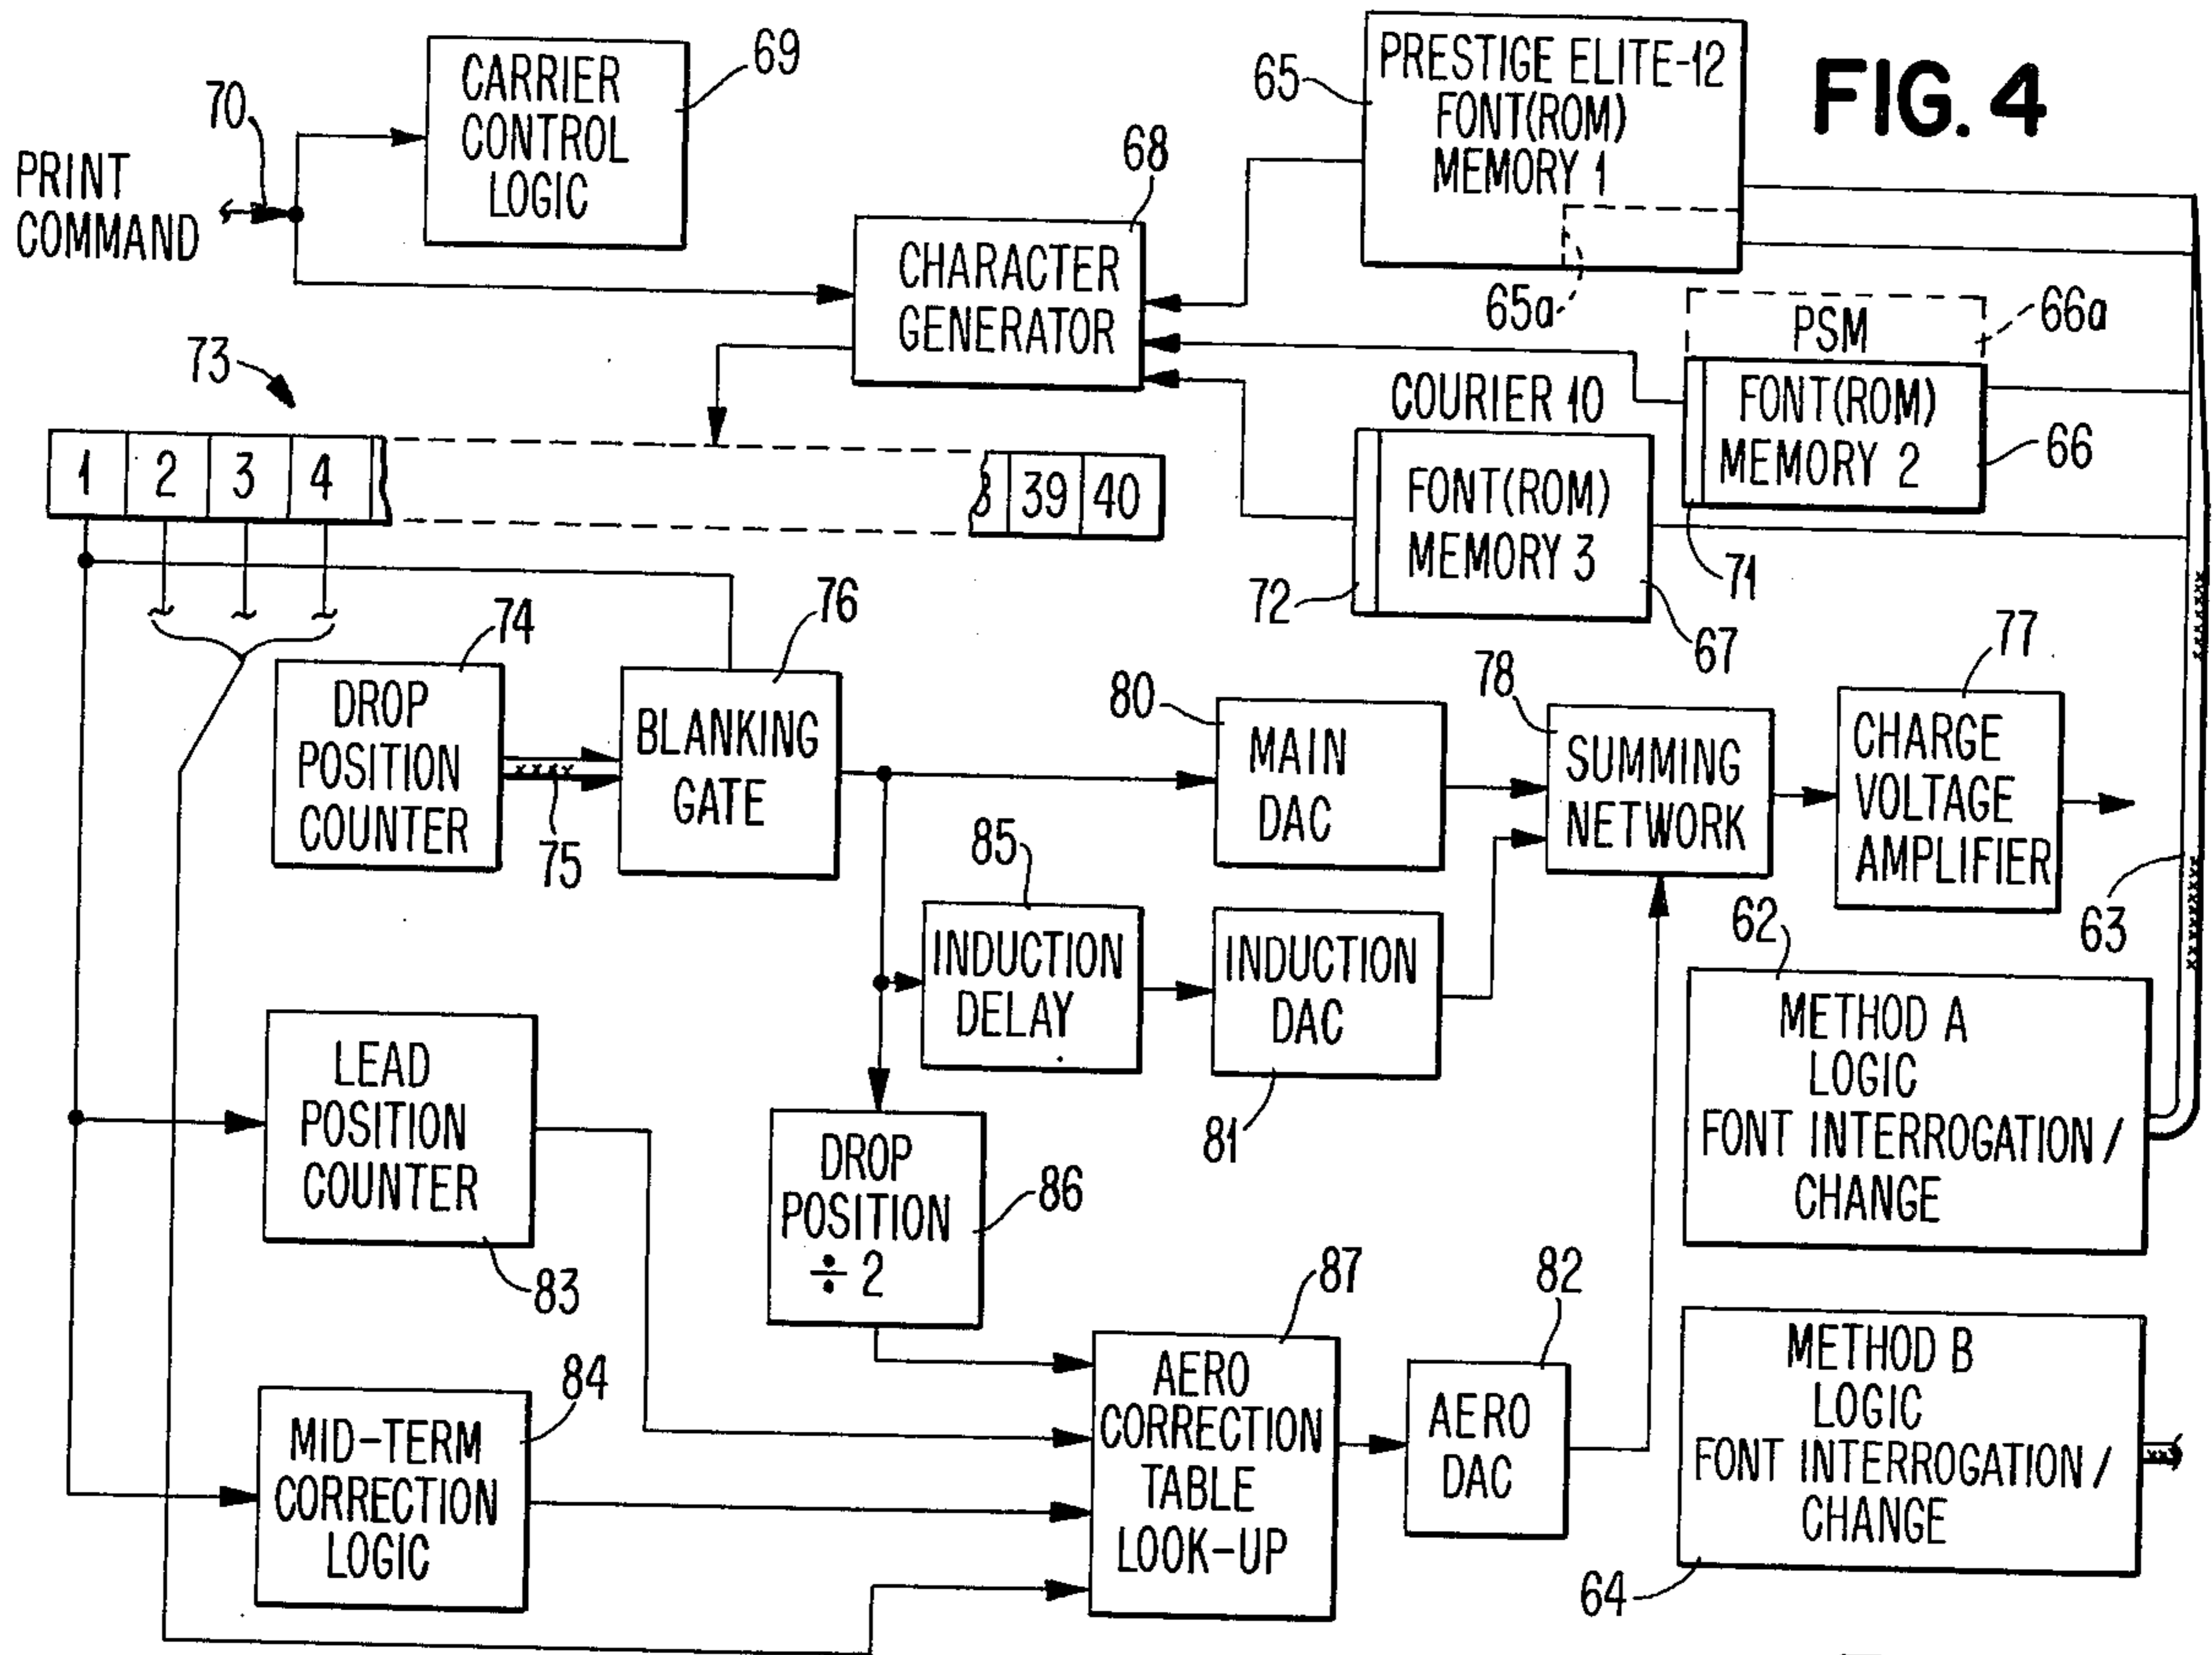 FIG. 4
PRINT
COMMAND
70
CARRIER
CONTROL
LOGIC
69
CHARACTER
GENERATOR
68
PRESTIGE ELITE-12
FONT(ROM)
MEMORY 1
65
65a
PSM
66a
FONT(ROM)
MEMORY 2
66
71
COURIER 10
FONT(ROM)
MEMORY 3
72
67
73
1 2 3 4
39 40
DROP
POSITION
COUNTER
74
75
BLANKING
GATE
76
MAIN
DAC
80
SUMMING
NETWORK
78
CHARGE
VOLTAGE
AMPLIFIER
77
63
INDUCTION
DELAY
85
INDUCTION
DAC
81
METHOD A
LOGIC
FONT INTERROGATION /
CHANGE
62
LEAD
POSITION
COUNTER
83
DROP
POSITION
÷ 2
86
MID-TERM
CORRECTION
LOGIC
84
AERO
CORRECTION
TABLE
LOOK-UP
87
AERO
DAC
82
METHOD B
LOGIC
FONT INTERROGATION /
CHANGE
64